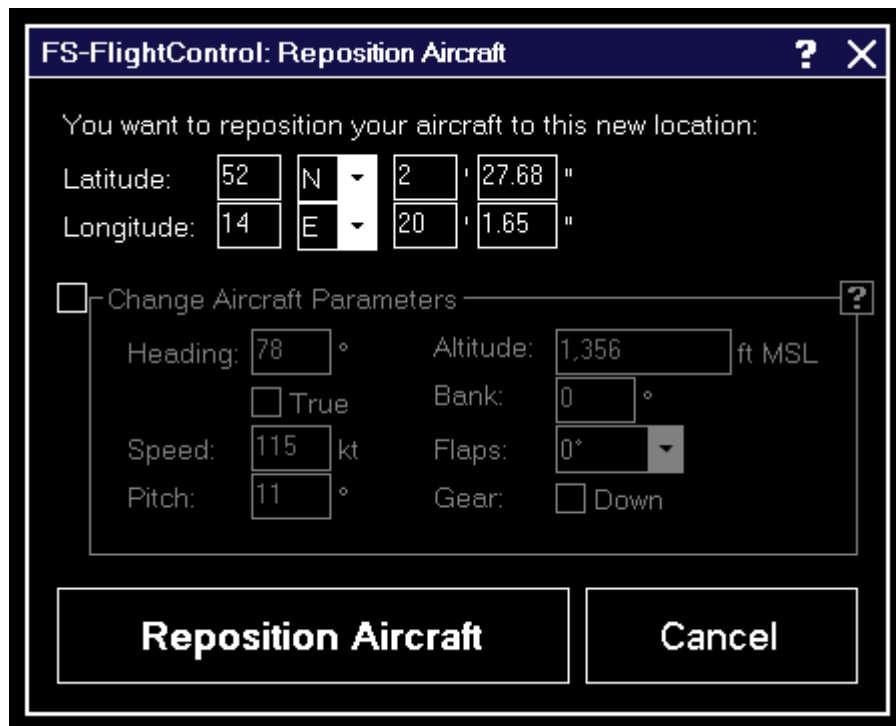 FS-FlightControl: Reposition Aircraft ? X
You want to reposition your aircraft to this new location:
Latitude: 52 N 2 ' 27.68 "
Longitude: 14 E 20 ' 1.65 "
Change Aircraft Parameters ?
Heading: 78 ° Altitude: 1,356 ft MSL
True Bank: 0 °
Speed: 115 kt Flaps: 0°
Pitch: 11 ° Gear: Down
Reposition Aircraft Cancel